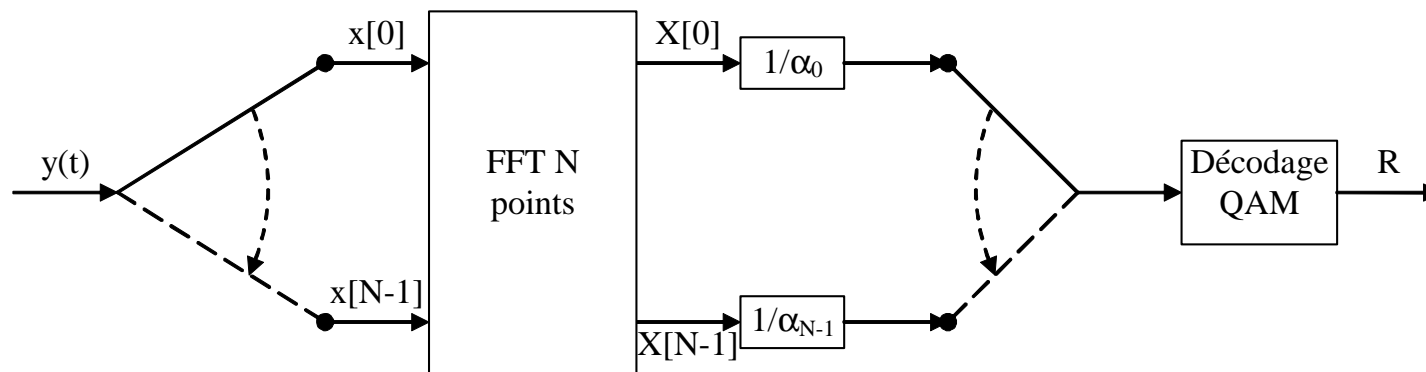 x[0]
X[0]
1/α0
y(t)
FFT N
points
Décodage
QAM
R
x[N-1]
X[N-1]
1/αN-1